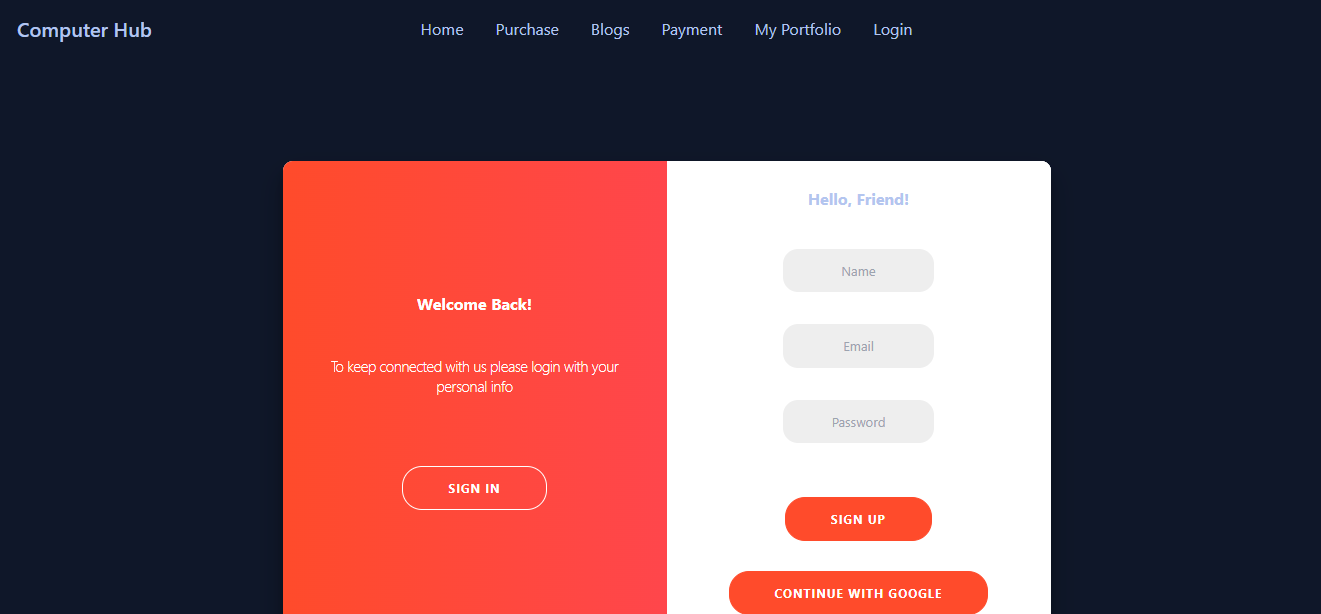 Computer Hub
Home Purchase Blogs Payment My Portfolio Login
Welcome Back!
To keep connected with us please login with your
personal info
SIGN IN
Hello, Friend!
Name
Email
Password
SIGN UP
CONTINUE WITH GOOGLE